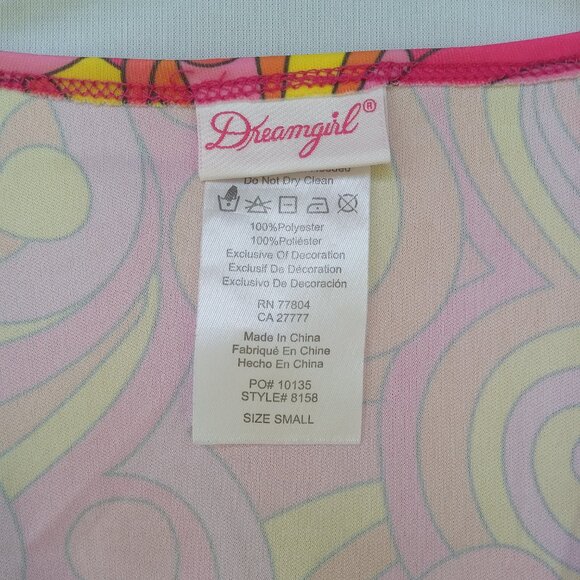 Dreamgirl®
Do Not Dry Clean
100%Polyester
100%Poliéster
Exclusive Of Decoration
Exclusif De Décoration
Exclusivo De Decoración
RN 77804
CA 27777
Made In China
Fabriqué En Chine
Hecho En China
PO# 10135
STYLE# 8158
SIZE SMALL